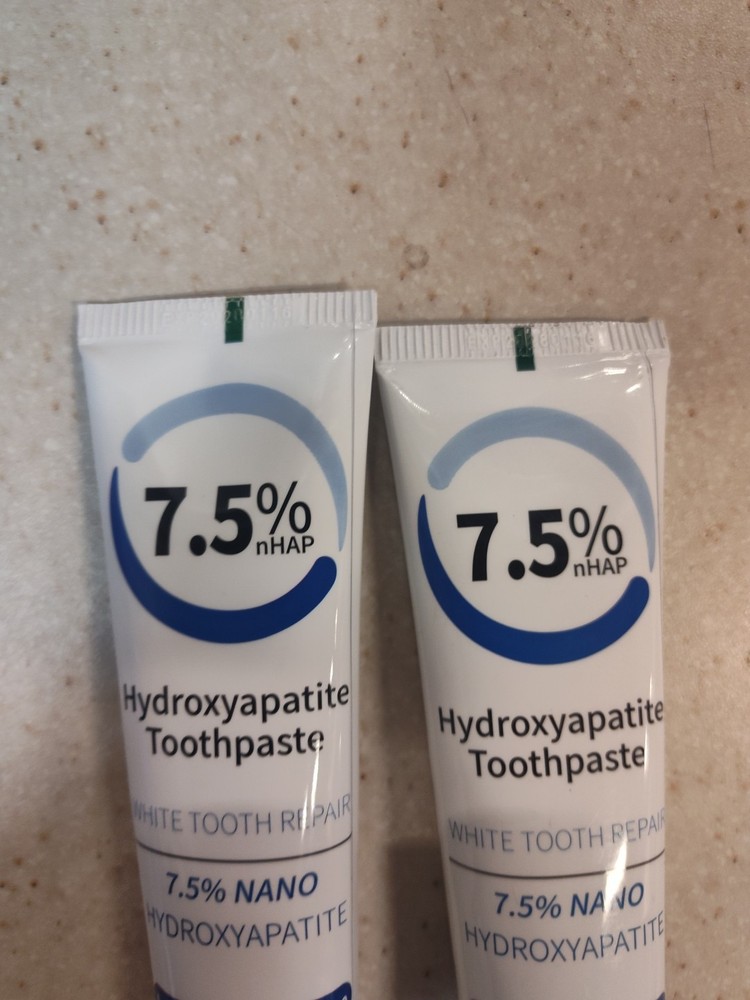 7.5%
nHAP
Hydroxyapatite
Toothpaste
WHITE TOOTH REPAIR
7.5% NANO
HYDROXYAPATITE
7.5%
nHAP
Hydroxyapatite
Toothpaste
WHITE TOOTH REPAIR
7.5% NANO
HYDROXYAPATITE